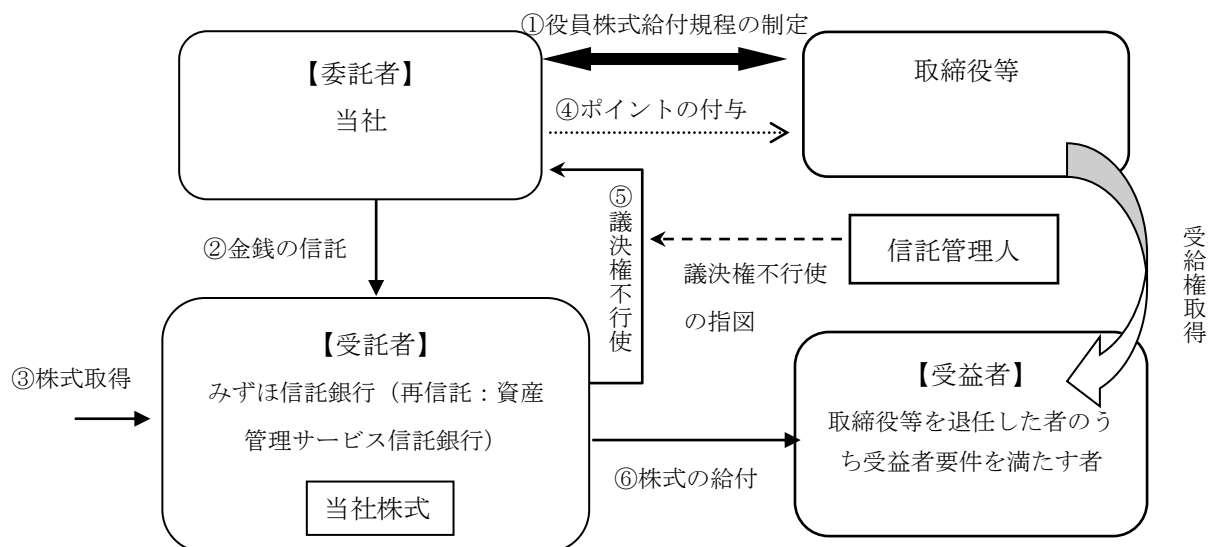 ①役員株式給付規程の制定
【委託者】
当社
取締役等
④ポイントの付与
⑤議決権不行使
②金銭の信託
信託管理人
議決権不行使
の指図
受給権取得
【受託者】
みずほ信託銀行(再信託:資産
管理サービス信託銀行)
当社株式
③株式取得
【受益者】
取締役等を退任した者のう
ち受益者要件を満たす者
⑥株式の給付